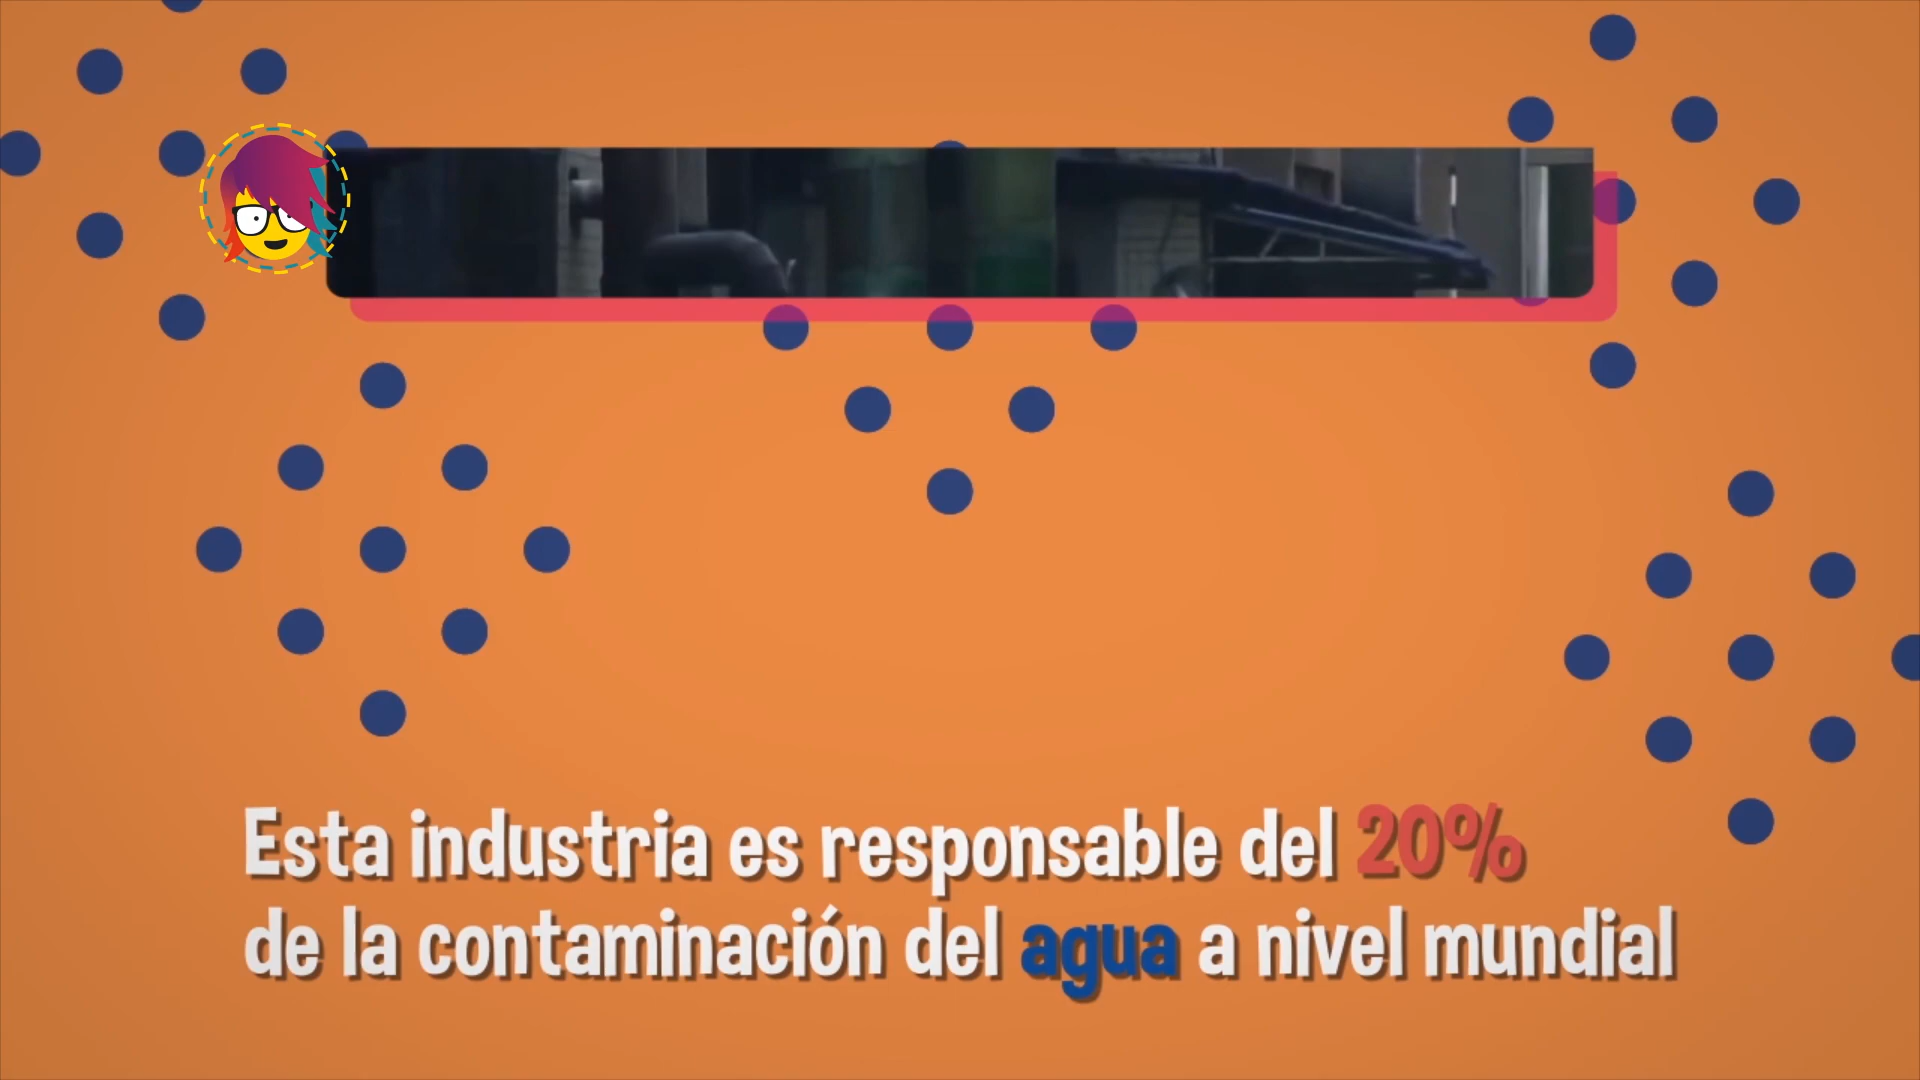 Esta industria es responsable del 20%
de la contaminación del agua a nivel mundial